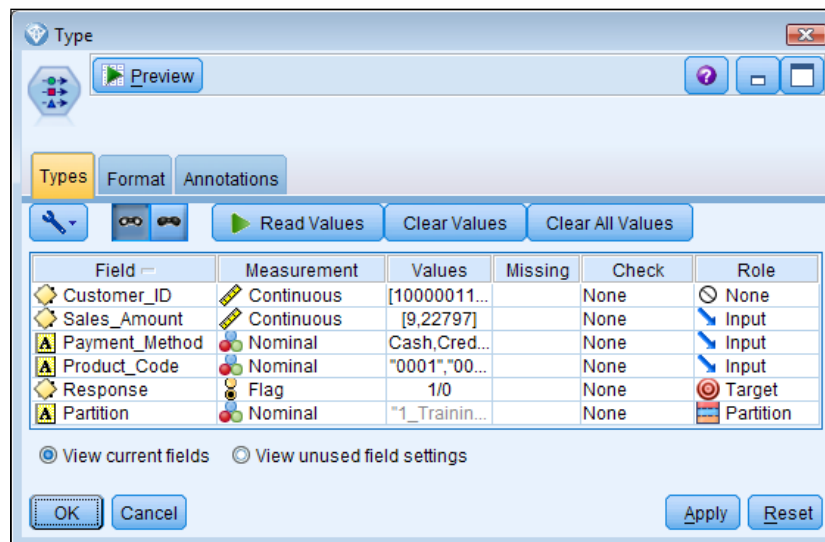 Type
Preview
Types Format Annotations
Read Values Clear Values Clear All Values
Field Measurement Values Missing Check Role
Customer_ID Continuous [10000011... None None
Sales_Amount Continuous [9,22797] None Input
A Payment_Method Nominal Cash,Cred... None Input
A Product_Code Nominal "0001","00... None Input
Response Flag 1/0 None Target
A Partition Nominal "1_Trainin... None Partition
View current fields View unused field settings
OK Cancel Apply Reset